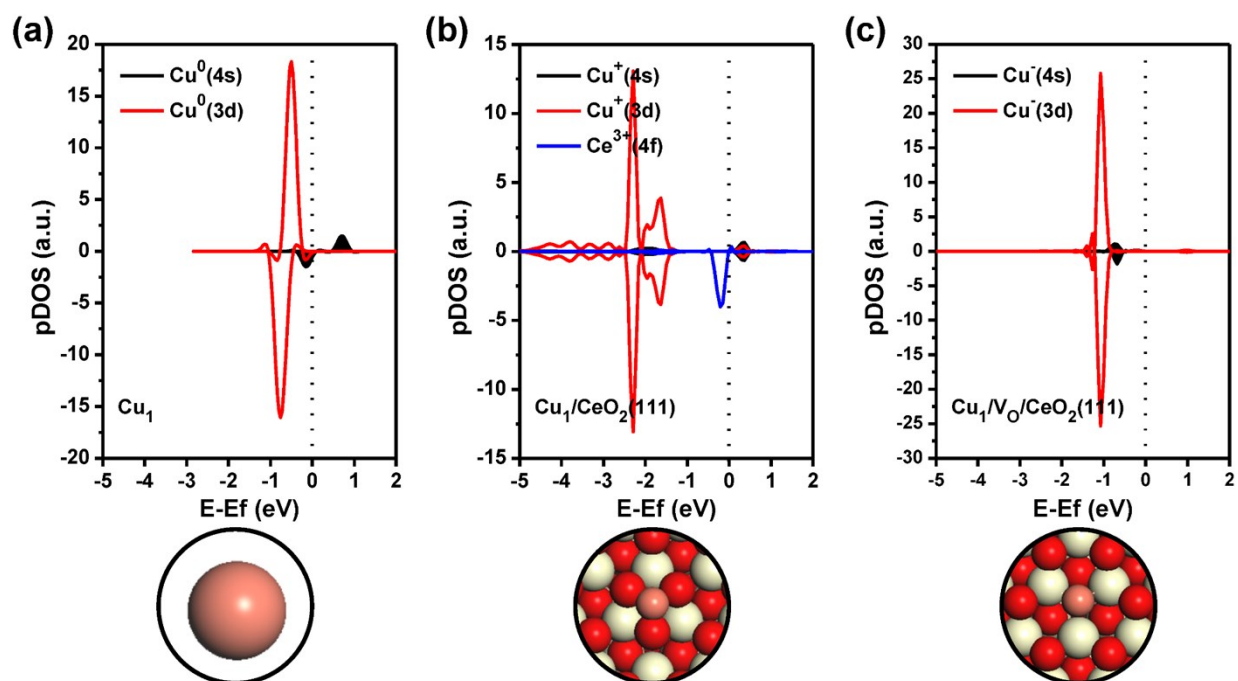 (a)
20
15
10
5
0
-5
-10
-15
-20
pDOS (a.u.)
Cu⁰(4s)
Cu⁰(3d)
Cu₁
-5 -4 -3 -2 -1 0 1 2
E-Ef (eV)
(b)
15
10
5
0
-5
-10
-15
pDOS (a.u.)
Cu⁺(4s)
Cu⁺(3d)
Ce³⁺(4f)
Cu₁/CeO₂(111)
-5 -4 -3 -2 -1 0 1 2
E-Ef (eV)
(c)
30
25
20
15
10
5
0
-5
-10
-15
-20
-25
-30
pDOS (a.u.)
Cu⁻(4s)
Cu⁻(3d)
Cu₁/V_O/CeO₂(111)
-5 -4 -3 -2 -1 0 1 2
E-Ef (eV)